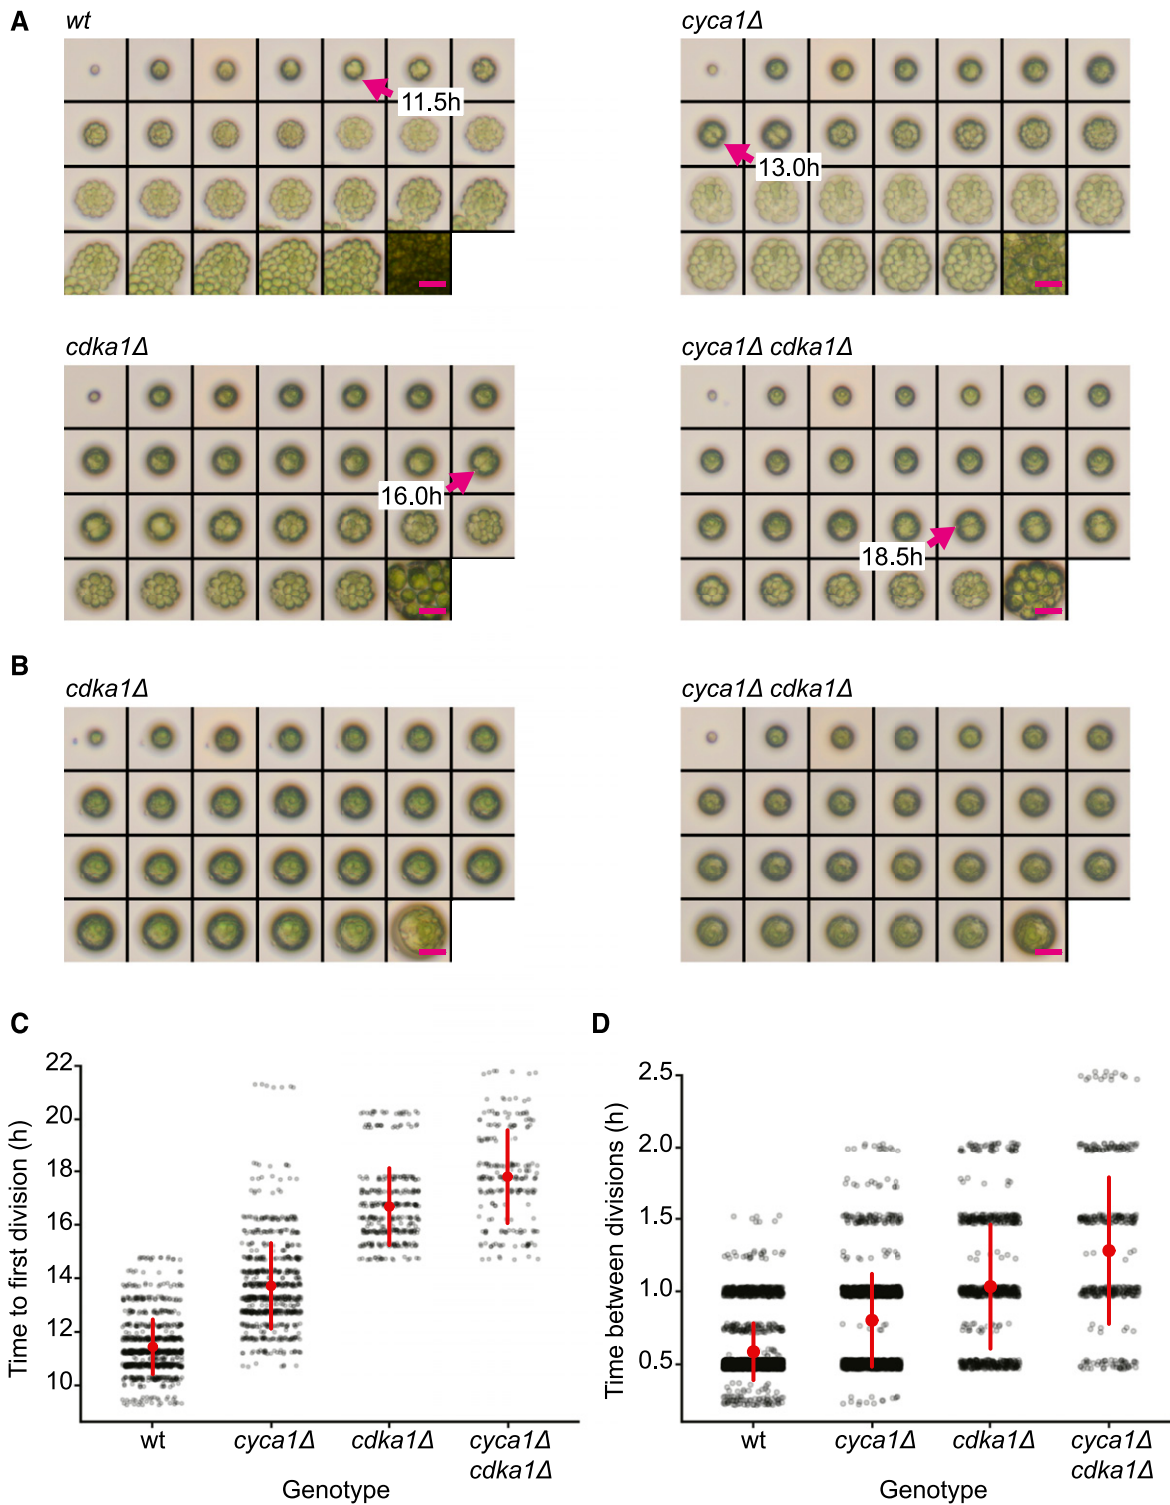 A
wt
cyca1Δ
11.5h
13.0h
cdka1Δ
cyca1Δ cdka1Δ
16.0h
18.5h
B
cdka1Δ
cyca1Δ cdka1Δ
C
Time to first division (h)
22
20
18
16
14
12
10
wt
cyca1Δ
cdka1Δ
cyca1Δ
cdka1Δ
Genotype
D
Time between divisions (h)
2.5
2.0
1.5
1.0
0.5
wt
cyca1Δ
cdka1Δ
cyca1Δ
cdka1Δ
Genotype